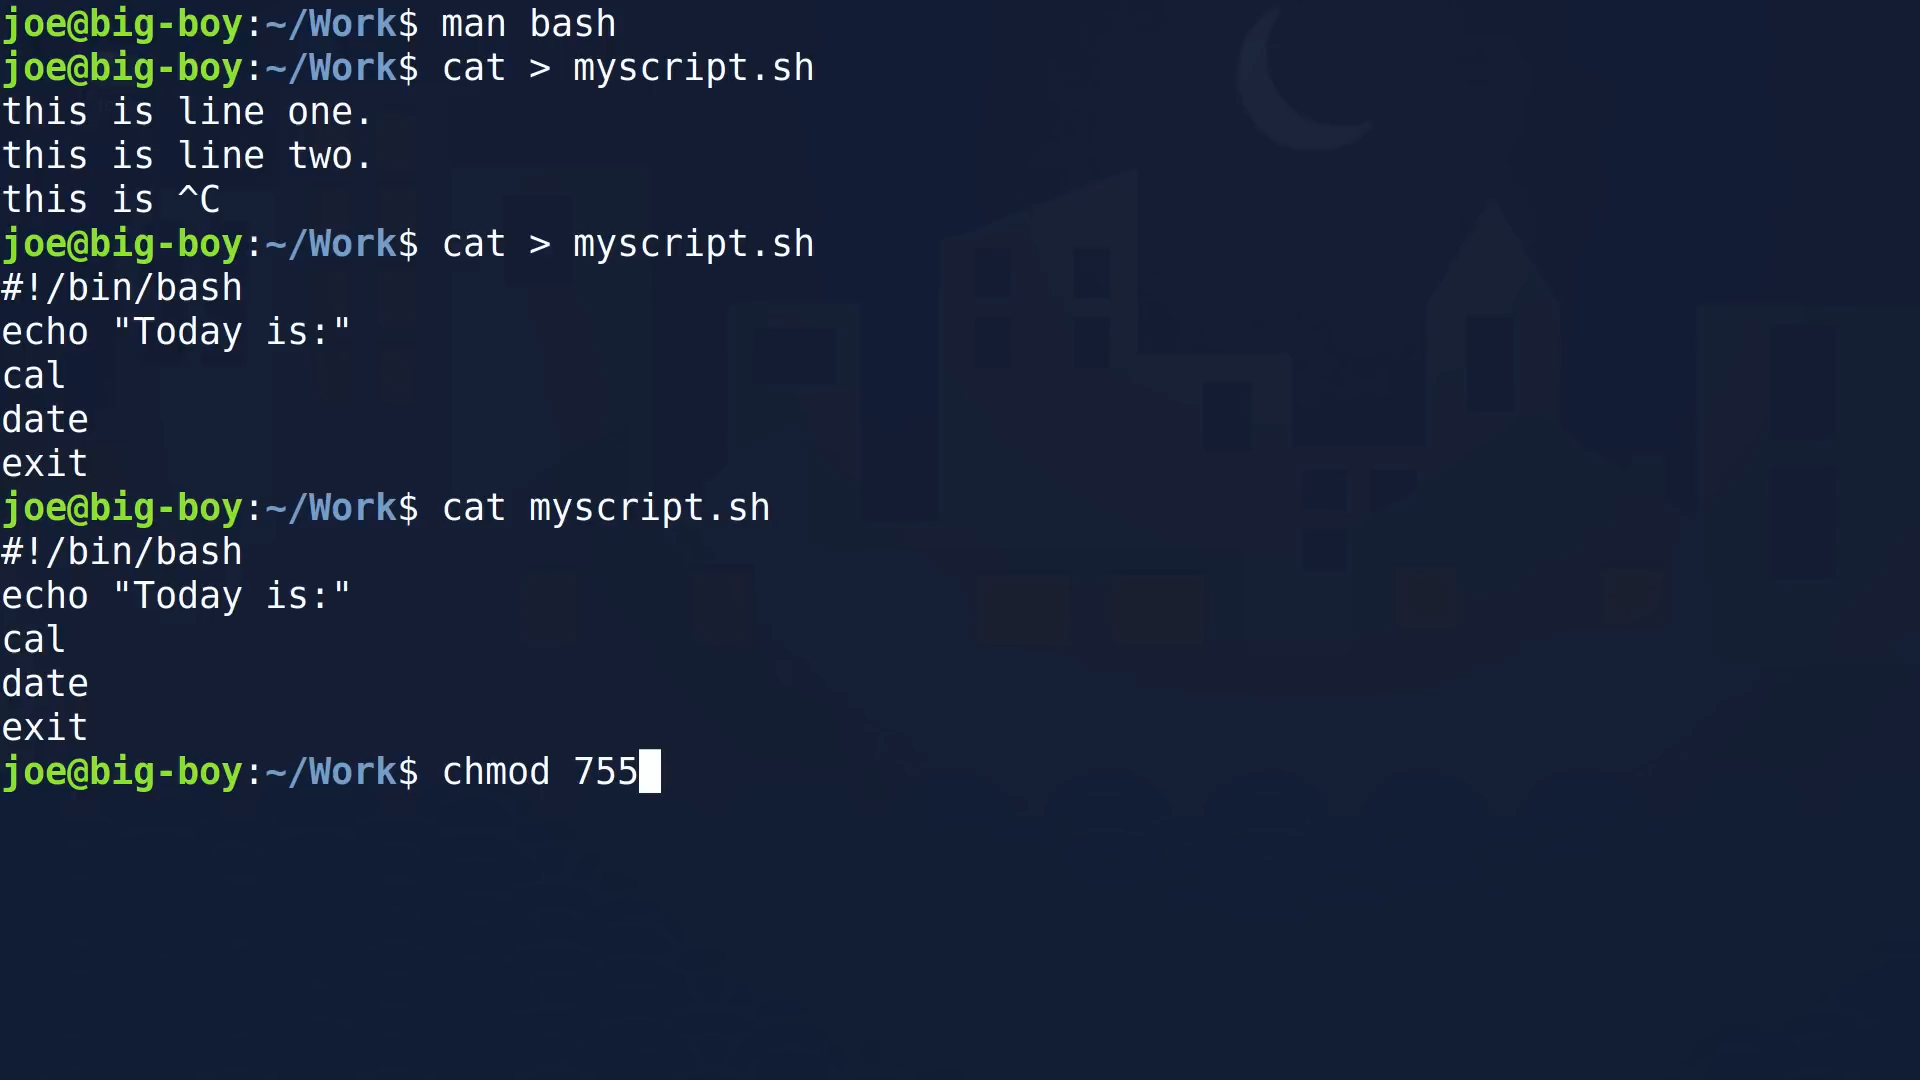 joe@big-boy:~/Work$ man bash
joe@big-boy:~/Work$ cat > myscript.sh
this is line one.
this is line two.
this is ^C
joe@big-boy:~/Work$ cat > myscript.sh
#!/bin/bash
echo "Today is:"
cal
date
exit
joe@big-boy:~/Work$ cat myscript.sh
#!/bin/bash
echo "Today is:"
cal
date
exit
joe@big-boy:~/Work$ chmod 755